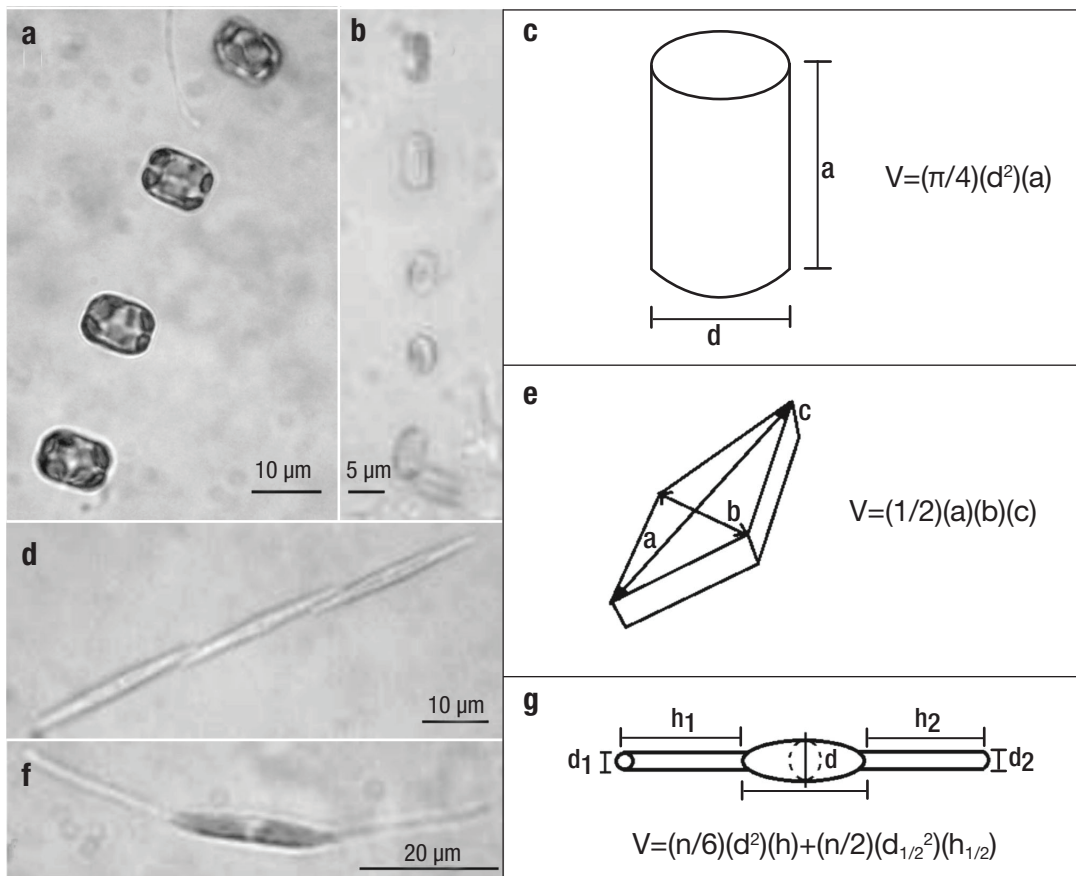 a
10 µm
b
5 µm
c
a
d
V=(π/4)(d²)(a)
d
10 µm
e
c
b
a
V=(1/2)(a)(b)(c)
f
20 µm
g
h₁
h₂
d₁
d
d₂
V=(n/6)(d²)(h)+(n/2)(d₁/₂²)(h₁/₂)